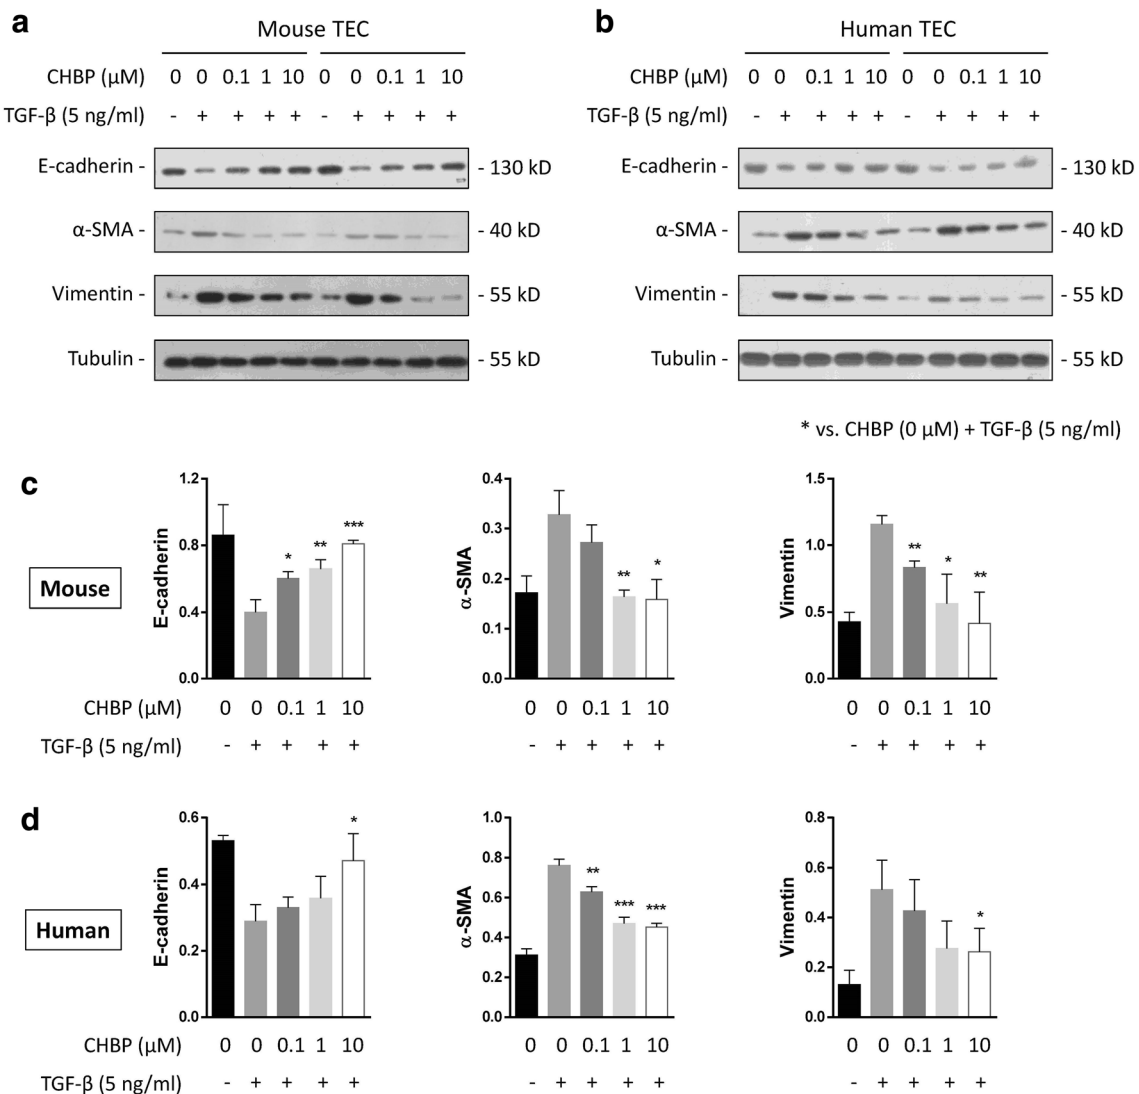 a
Mouse TEC
CHBP (µM) 0 0 0.1 1 10 0 0 0.1 1 10
TGF-β (5 ng/ml) - + + + + - + + + +
E-cadherin - - 130 kD
α-SMA - - 40 kD
Vimentin - - 55 kD
Tubulin - - 55 kD
b
Human TEC
CHBP (µM) 0 0 0.1 1 10 0 0 0.1 1 10
TGF-β (5 ng/ml) - + + + + - + + + +
E-cadherin - - 130 kD
α-SMA - - 40 kD
Vimentin - - 55 kD
Tubulin - - 55 kD
* vs. CHBP (0 µM) + TGF-β (5 ng/ml)
c
Mouse
E-cadherin
1.2
0.8
0.4
0.0
* ** ***
α-SMA
0.4
0.3
0.2
0.1
0.0
** *
Vimentin
1.5
1.0
0.5
0.0
** * **
CHBP (µM) 0 0 0.1 1 10 0 0 0.1 1 10 0 0 0.1 1 10
TGF-β (5 ng/ml) - + + + + - + + + + - + + + +
d
Human
E-cadherin
0.6
0.4
0.2
0.0
*
α-SMA
1.0
0.8
0.6
0.4
0.2
0.0
** *** ***
Vimentin
0.8
0.6
0.4
0.2
0.0
*
CHBP (µM) 0 0 0.1 1 10 0 0 0.1 1 10 0 0 0.1 1 10
TGF-β (5 ng/ml) - + + + + - + + + + - + + + +